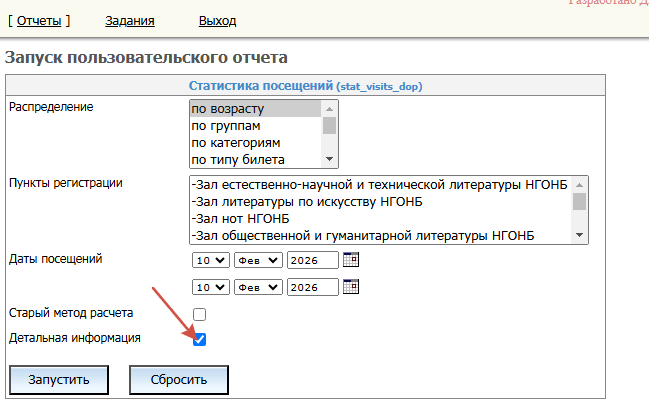 Разработано Д
[ Отчеты ] Задания Выход
Запуск пользовательского отчета
Статистика посещений (stat_visits_dop)
Распределение
по возрасту
по группам
по категориям
по типу билета
Пункты регистрации
-Зал естественно-научной и технической литературы НГОНБ
-Зал литературы по искусству НГОНБ
-Зал нот НГОНБ
-Зал общественной и гуманитарной литературы НГОНБ
Даты посещений 10 Фев 2026
10 Фев 2026
Старый метод расчета
Детальная информация
Запустить Сбросить